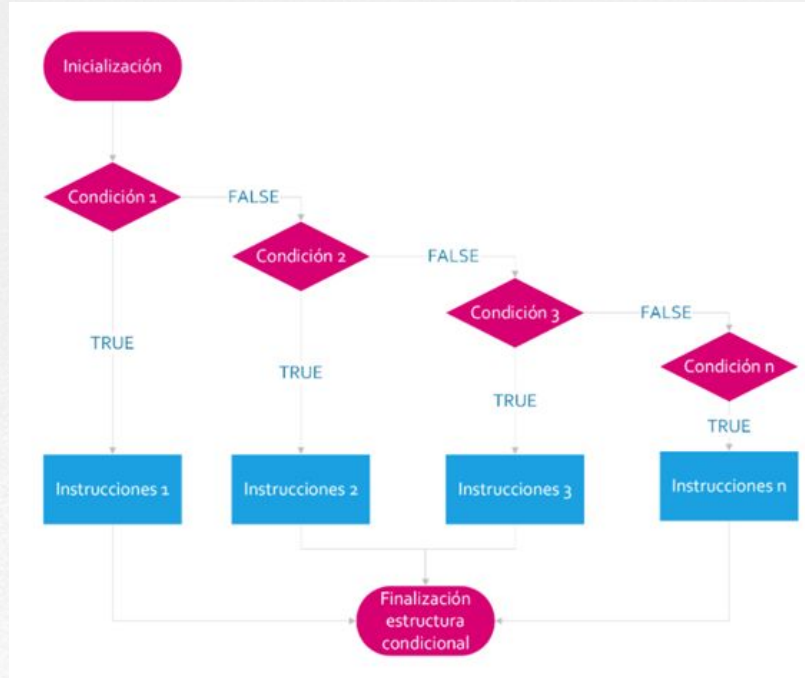 Inicialización
Condición 1
FALSE
Condición 2
FALSE
Condición 3
FALSE
Condición n
TRUE
TRUE
TRUE
TRUE
Instrucciones 1
Instrucciones 2
Instrucciones 3
Instrucciones n
Finalización
estructura
condicional